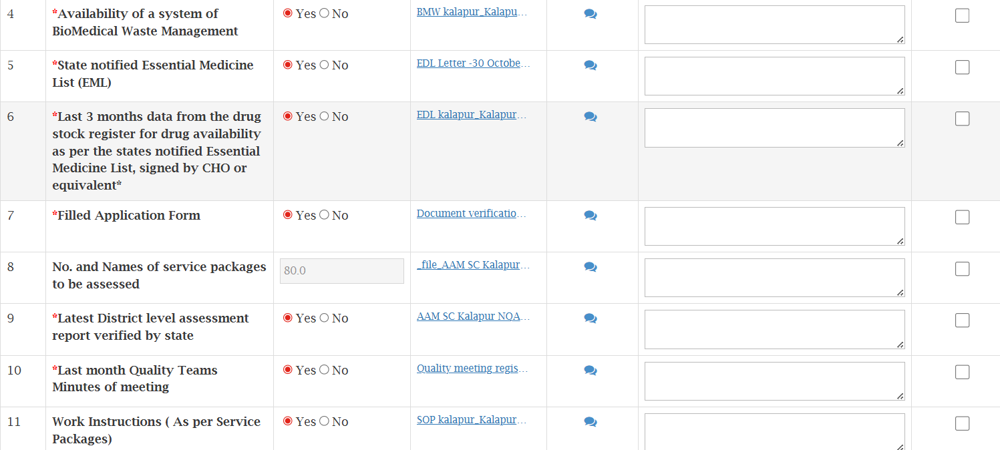 4
*Availability of a system of
BioMedical Waste Management
Yes No
BMW kalapur_Kalapu...
5
*State notified Essential Medicine
List (EML)
Yes No
EDL Letter -30 Octobe...
6
*Last 3 months data from the drug
stock register for drug availability
as per the states notified Essential
Medicine List, signed by CHO or
equivalent*
Yes No
EDL kalapur_Kalapur...
7
*Filled Application Form
Yes No
Document verificatio...
8
No. and Names of service packages
to be assessed
80.0
_file_AAM SC Kalapur...
9
*Latest District level assessment
report verified by state
Yes No
AAM SC Kalapur NQA...
10
*Last month Quality Teams
Minutes of meeting
Yes No
Quality meeting regis...
11
Work Instructions ( As per Service
Packages)
Yes No
SOP kalapur_Kalapur...